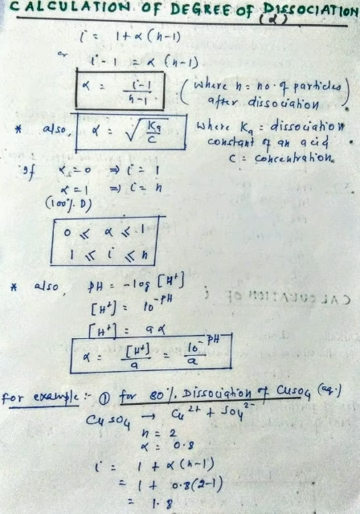 CALCULATION OF DEGREE OF DISSOCIATION
(α)
i = 1 + α (n-1)
or i - 1 = α (n-1)
α = i-1 / n-1 (where n = no. of particles after dissociation)
* also, α = √(Ka/C) where Ka = dissociation constant of an acid
C = concentration.
If α = 0 ⇒ i = 1
α = 1 ⇒ i = n
(100% D)
0 ≤ α ≤ 1
1 ≤ i ≤ n
* also, PH = -log [H⁺]
[H⁺] = 10^-PH
[H⁺] = aα
α = [H⁺]/a = 10^-PH/a
For example :- ① for 80% Dissociation of CuSO4 (aq.)
CuSO4 → Cu²⁺ + SO4²⁻
n = 2
α = 0.8
i = 1 + α (n-1)
= 1 + 0.8 (2-1)
= 1.8